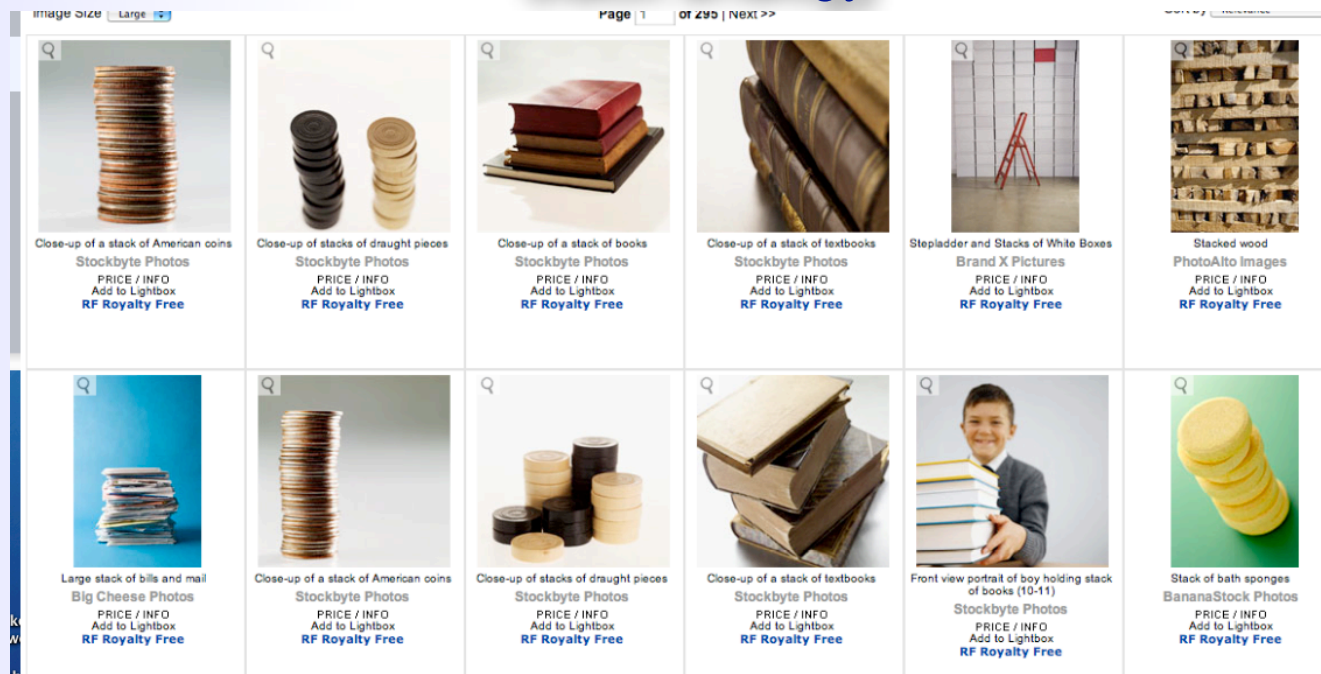 Image Size Large Page 1 of 295 | Next >> Sort by Relevance
Close-up of a stack of American coins
Stockbyte Photos
PRICE / INFO
Add to Lightbox
RF Royalty Free
Close-up of stacks of draught pieces
Stockbyte Photos
PRICE / INFO
Add to Lightbox
RF Royalty Free
Close-up of a stack of books
Stockbyte Photos
PRICE / INFO
Add to Lightbox
RF Royalty Free
Close-up of a stack of textbooks
Stockbyte Photos
PRICE / INFO
Add to Lightbox
RF Royalty Free
Stepladder and Stacks of White Boxes
Brand X Pictures
PRICE / INFO
Add to Lightbox
RF Royalty Free
Stacked wood
PhotoAlto Images
PRICE / INFO
Add to Lightbox
RF Royalty Free
Large stack of bills and mail
Big Cheese Photos
PRICE / INFO
Add to Lightbox
RF Royalty Free
Close-up of a stack of American coins
Stockbyte Photos
PRICE / INFO
Add to Lightbox
RF Royalty Free
Close-up of stacks of draught pieces
Stockbyte Photos
PRICE / INFO
Add to Lightbox
RF Royalty Free
Close-up of a stack of textbooks
Stockbyte Photos
PRICE / INFO
Add to Lightbox
RF Royalty Free
Front view portrait of boy holding stack
of books (10-11)
Stockbyte Photos
PRICE / INFO
Add to Lightbox
RF Royalty Free
Stack of bath sponges
BananaStock Photos
PRICE / INFO
Add to Lightbox
RF Royalty Free